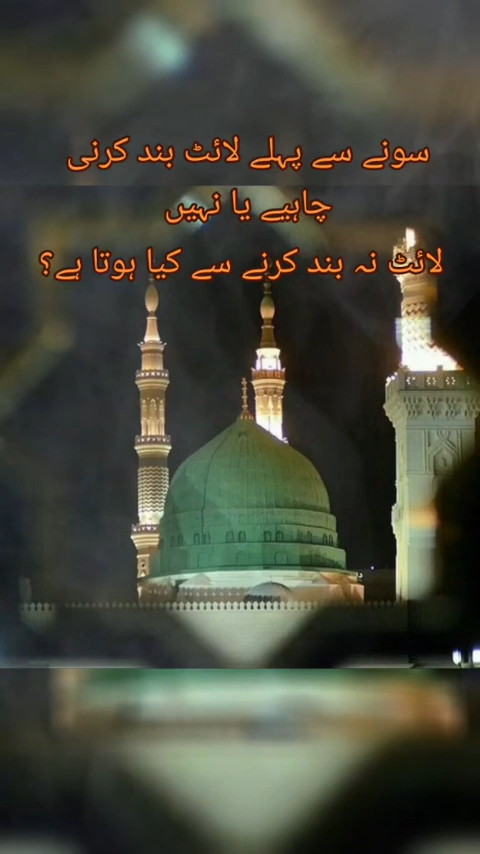 سونے سے پہلے لائٹ بند کرنی
چاہیے یا نہیں
لائٹ نہ بند کرنے سے کیا ہوتا ہے؟